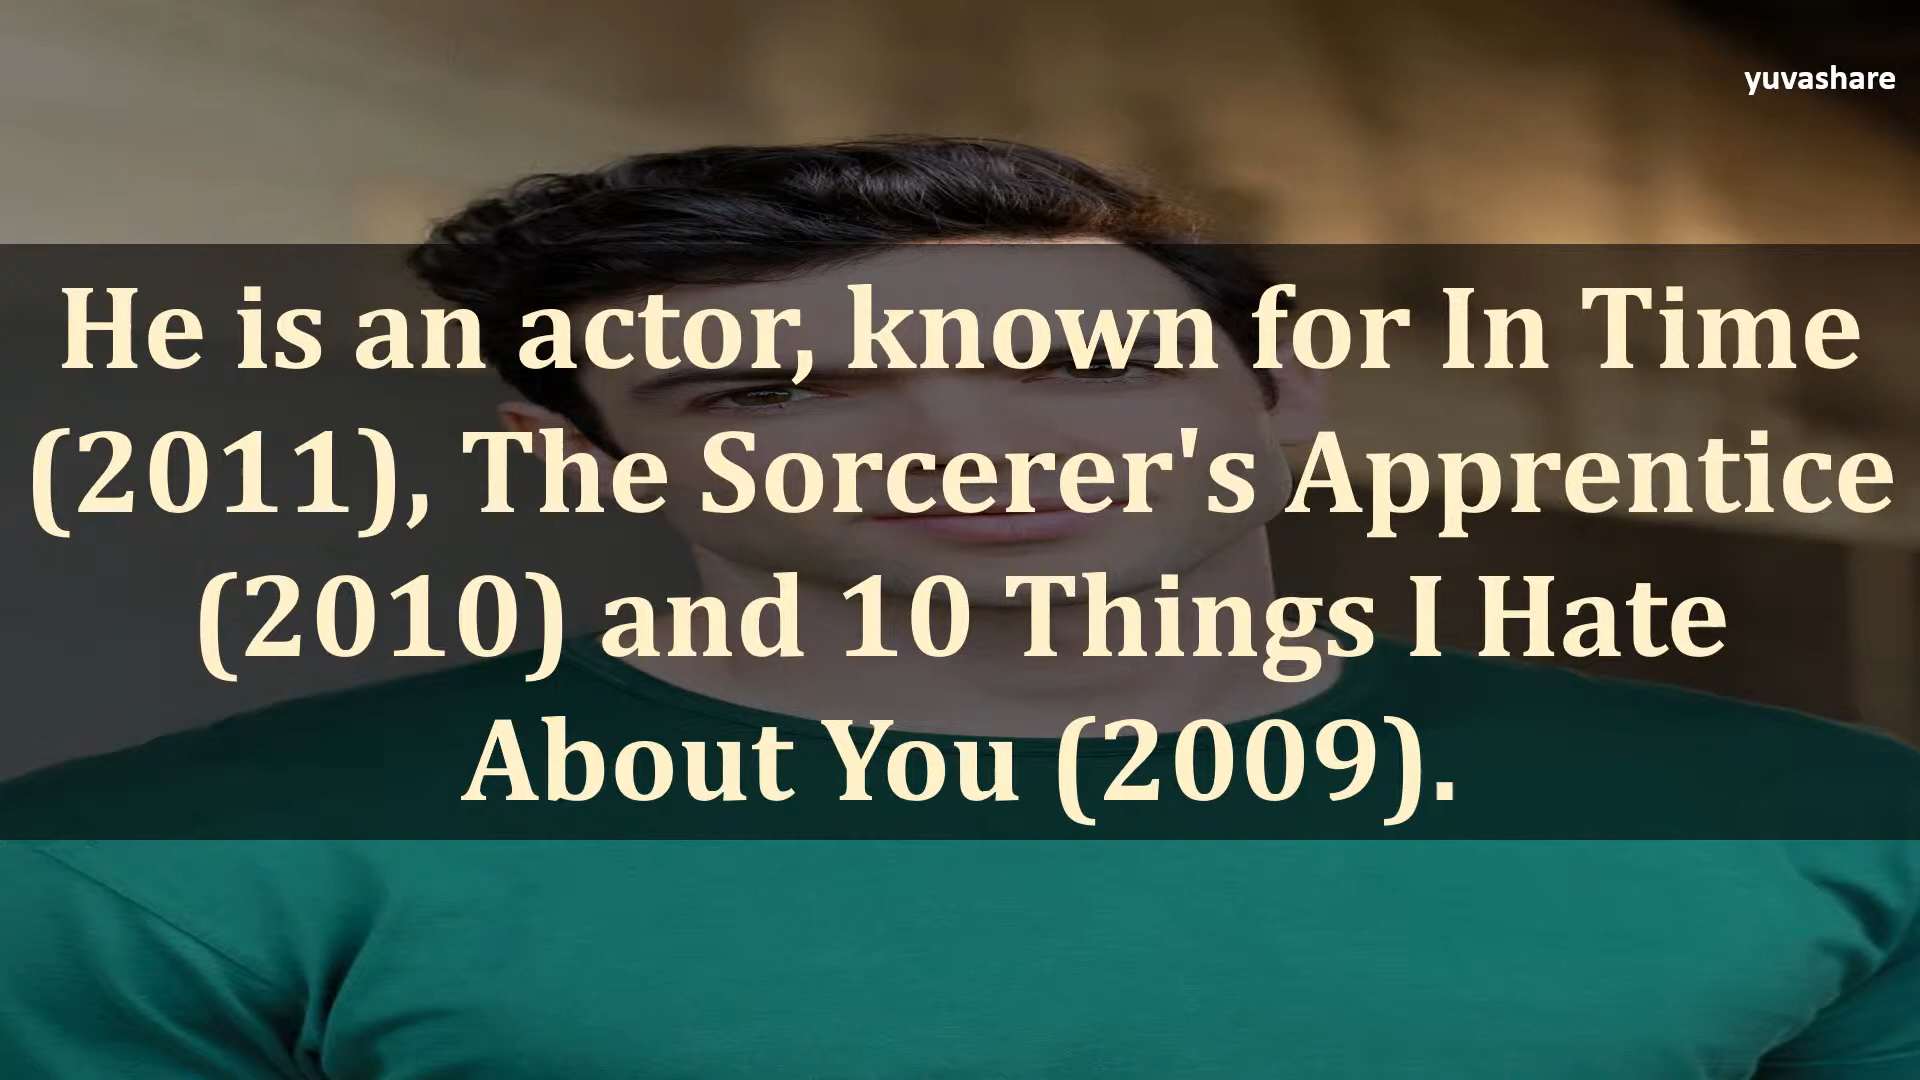 yuvashare
He is an actor, known for In Time
(2011), The Sorcerer's Apprentice
(2010) and 10 Things I Hate
About You (2009).